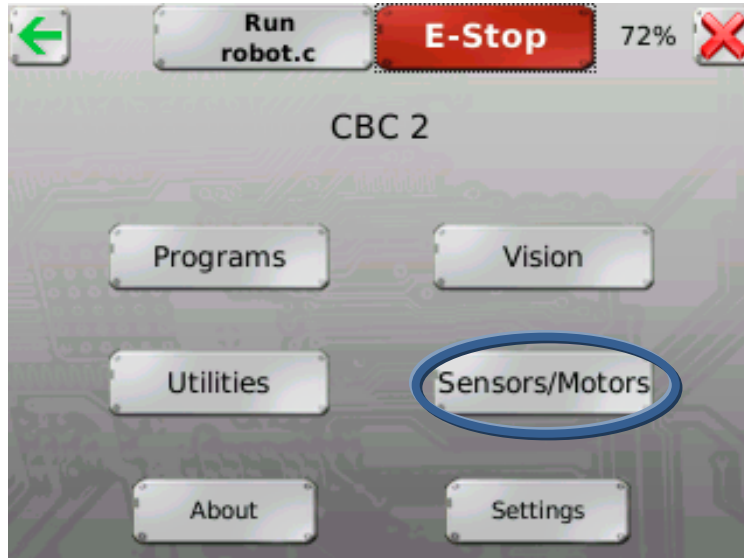 Run
robot.c
E-Stop
72%
CBC 2
Programs
Vision
Utilities
Sensors/Motors
About
Settings